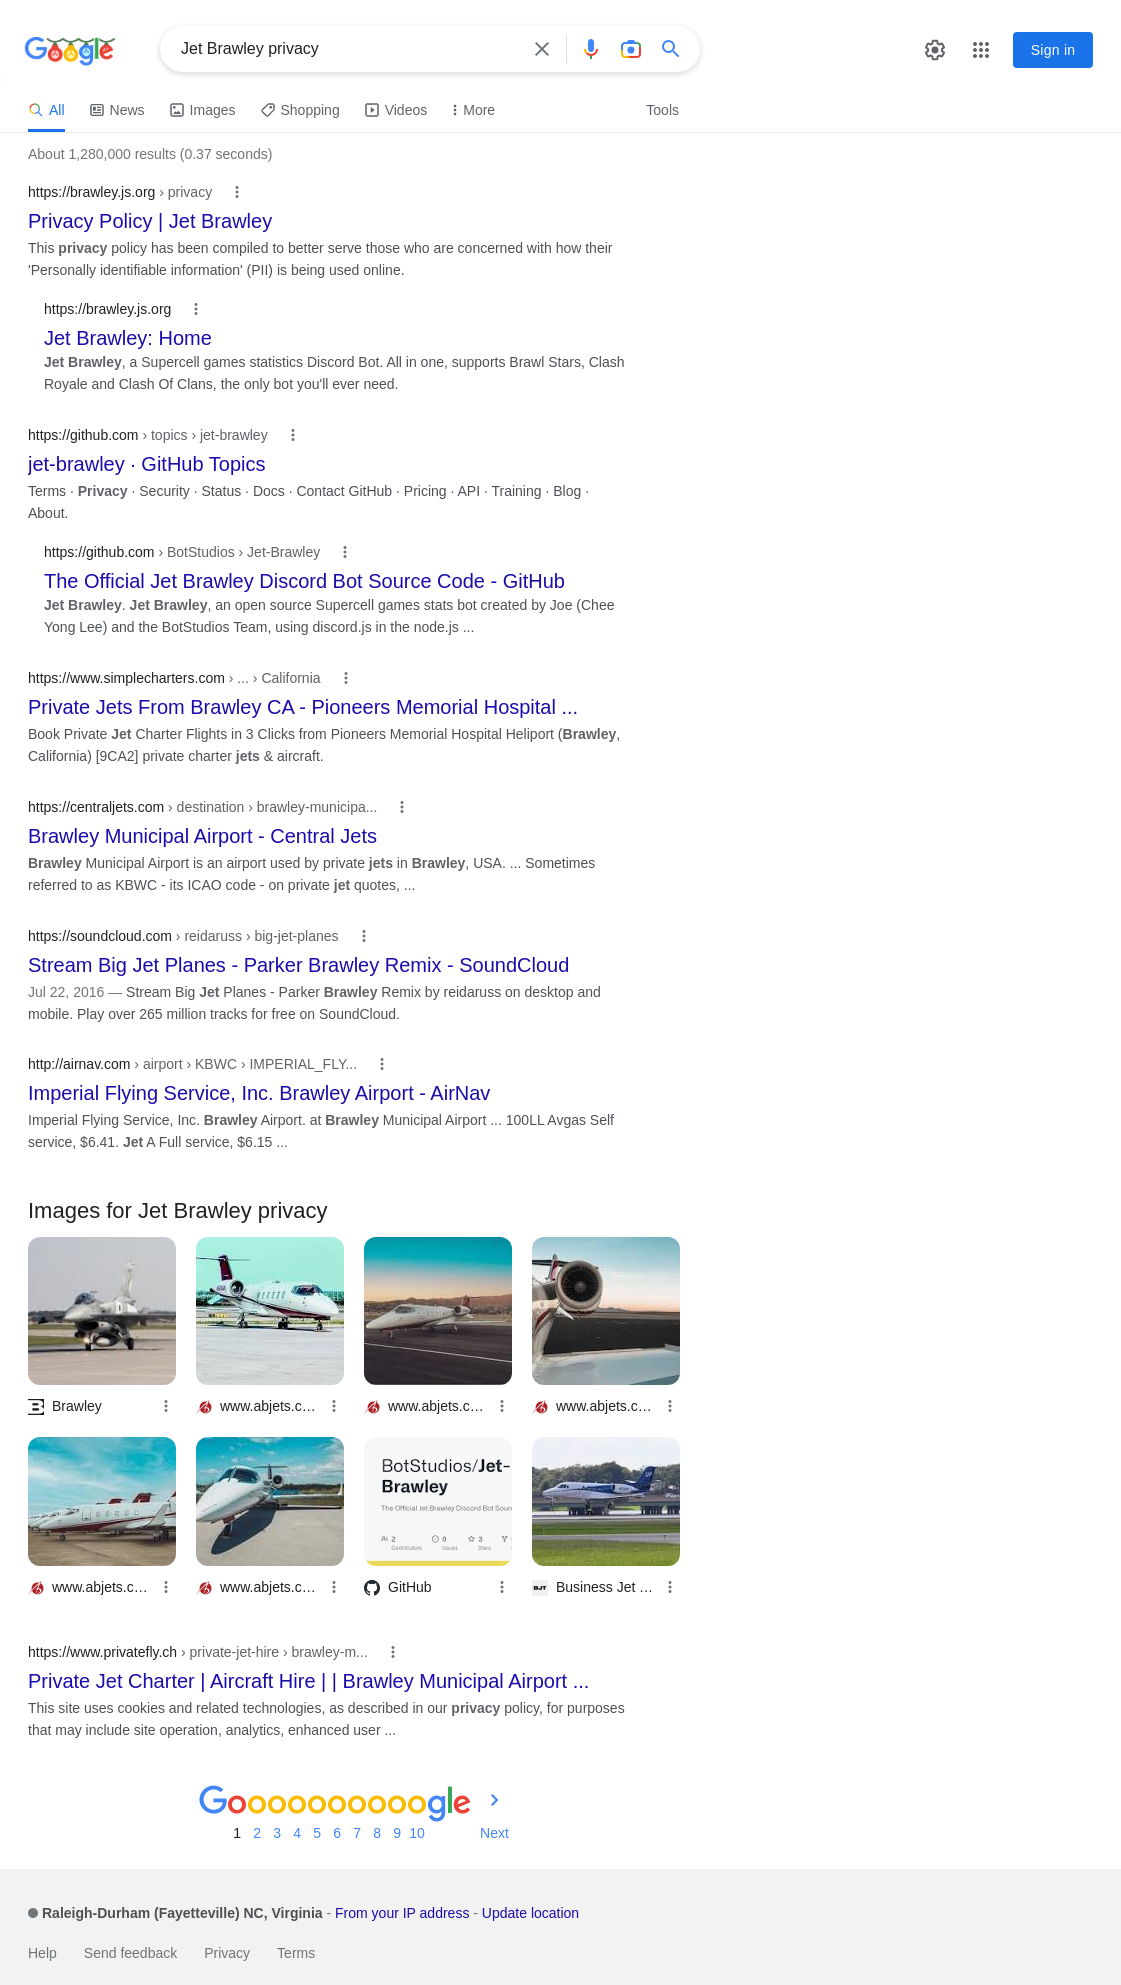 Google
Jet Brawley privacy
Sign in
All
News
Images
Shopping
Videos
More
Tools
About 1,280,000 results (0.37 seconds)
https://brawley.js.org › privacy
Privacy Policy | Jet Brawley
This privacy policy has been compiled to better serve those who are concerned with how their
'Personally identifiable information' (PII) is being used online.
https://brawley.js.org
Jet Brawley: Home
Jet Brawley, a Supercell games statistics Discord Bot. All in one, supports Brawl Stars, Clash
Royale and Clash Of Clans, the only bot you'll ever need.
https://github.com › topics › jet-brawley
jet-brawley · GitHub Topics
Terms · Privacy · Security · Status · Docs · Contact GitHub · Pricing · API · Training · Blog ·
About.
https://github.com › BotStudios › Jet-Brawley
The Official Jet Brawley Discord Bot Source Code - GitHub
Jet Brawley. Jet Brawley, an open source Supercell games stats bot created by Joe (Chee
Yong Lee) and the BotStudios Team, using discord.js in the node.js ...
https://www.simplecharters.com › ... › California
Private Jets From Brawley CA - Pioneers Memorial Hospital ...
Book Private Jet Charter Flights in 3 Clicks from Pioneers Memorial Hospital Heliport (Brawley,
California) [9CA2] private charter jets & aircraft.
https://centraljets.com › destination › brawley-municipa...
Brawley Municipal Airport - Central Jets
Brawley Municipal Airport is an airport used by private jets in Brawley, USA. ... Sometimes
referred to as KBWC - its ICAO code - on private jet quotes, ...
https://soundcloud.com › reidaruss › big-jet-planes
Stream Big Jet Planes - Parker Brawley Remix - SoundCloud
Jul 22, 2016 — Stream Big Jet Planes - Parker Brawley Remix by reidaruss on desktop and
mobile. Play over 265 million tracks for free on SoundCloud.
http://airnav.com › airport › KBWC › IMPERIAL_FLY...
Imperial Flying Service, Inc. Brawley Airport - AirNav
Imperial Flying Service, Inc. Brawley Airport. at Brawley Municipal Airport ... 100LL Avgas Self
service, $6.41. Jet A Full service, $6.15 ...
Images for Jet Brawley privacy
Brawley
www.abjets.c...
www.abjets.c...
www.abjets.c...
BotStudios/Jet-
Brawley
The Official Jet Brawley Discord Bot Sour
2
0
3
Contributors
Issues
Stars
www.abjets.c...
www.abjets.c...
GitHub
BJT
Business Jet ...
https://www.privatefly.ch › private-jet-hire › brawley-m...
Private Jet Charter | Aircraft Hire | | Brawley Municipal Airport ...
This site uses cookies and related technologies, as described in our privacy policy, for purposes
that may include site operation, analytics, enhanced user ...
Goooooooooogle
1 2 3 4 5 6 7 8 9 10 Next
Raleigh-Durham (Fayetteville) NC, Virginia - From your IP address - Update location
Help Send feedback Privacy Terms